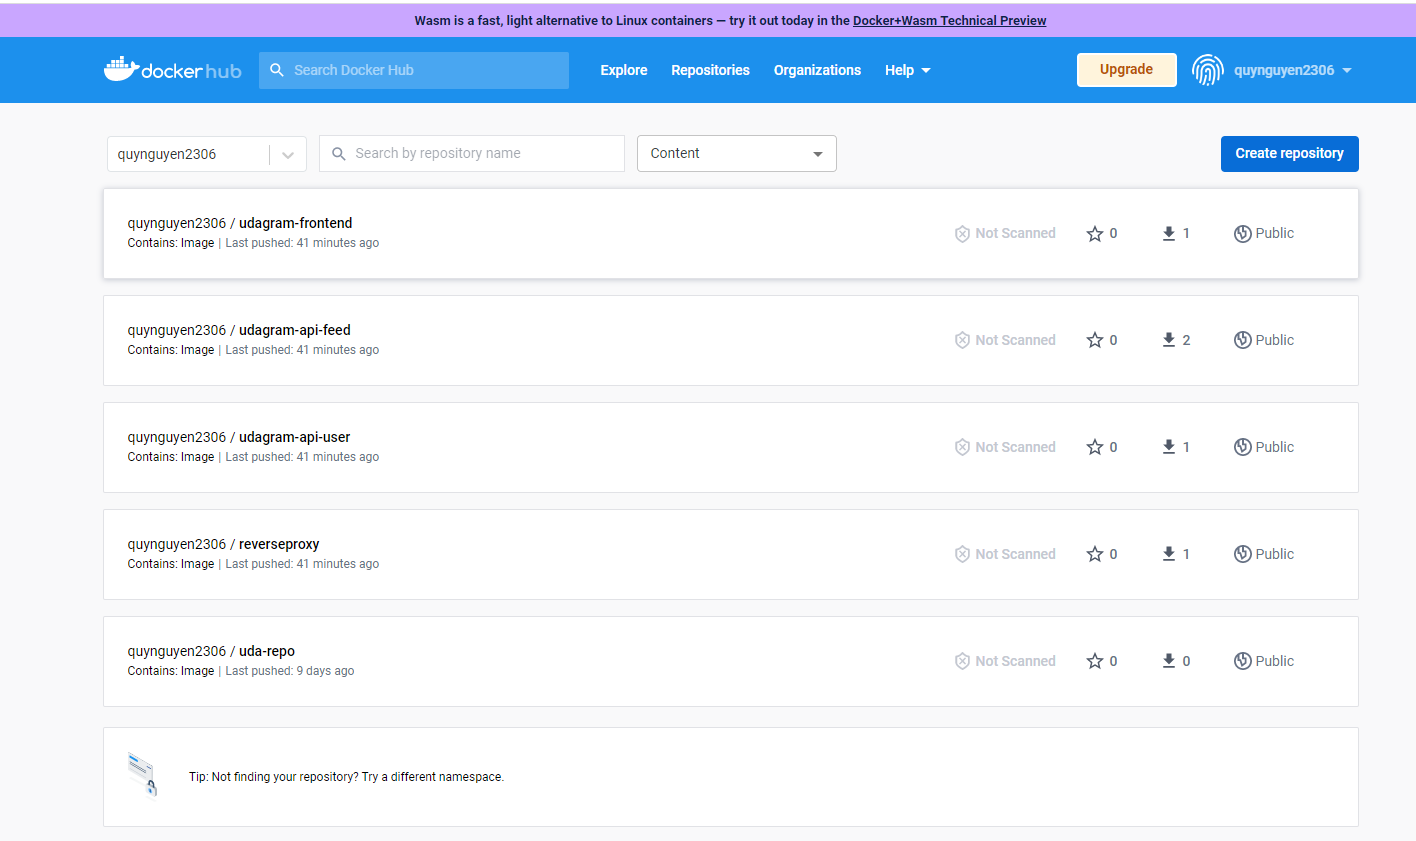 Wasm is a fast, light alternative to Linux containers — try it out today in the Docker+Wasm Technical Preview
docker hub Search Docker Hub Explore Repositories Organizations Help Upgrade quynguyen2306
quynguyen2306 Search by repository name Content Create repository
quynguyen2306 / udagram-frontend
Contains: Image | Last pushed: 41 minutes ago
Not Scanned 0 1 Public
quynguyen2306 / udagram-api-feed
Contains: Image | Last pushed: 41 minutes ago
Not Scanned 0 2 Public
quynguyen2306 / udagram-api-user
Contains: Image | Last pushed: 41 minutes ago
Not Scanned 0 1 Public
quynguyen2306 / reverseproxy
Contains: Image | Last pushed: 41 minutes ago
Not Scanned 0 1 Public
quynguyen2306 / uda-repo
Contains: Image | Last pushed: 9 days ago
Not Scanned 0 0 Public
Tip: Not finding your repository? Try a different namespace.